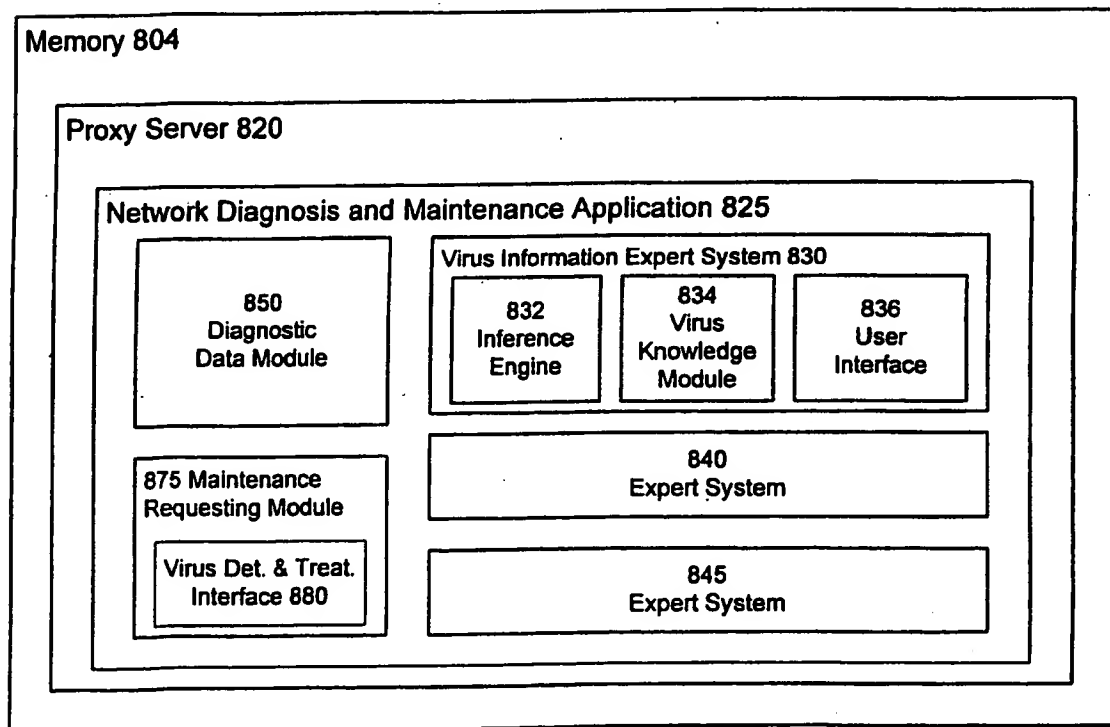 Memory 804
Proxy Server 820
Network Diagnosis and Maintenance Application 825
850
Diagnostic
Data Module
Virus Information Expert System 830
832
Inference
Engine
834
Virus
Knowledge
Module
836
User
Interface
840
Expert System
875 Maintenance
Requesting Module
Virus Det. & Treat.
Interface 880
845
Expert System